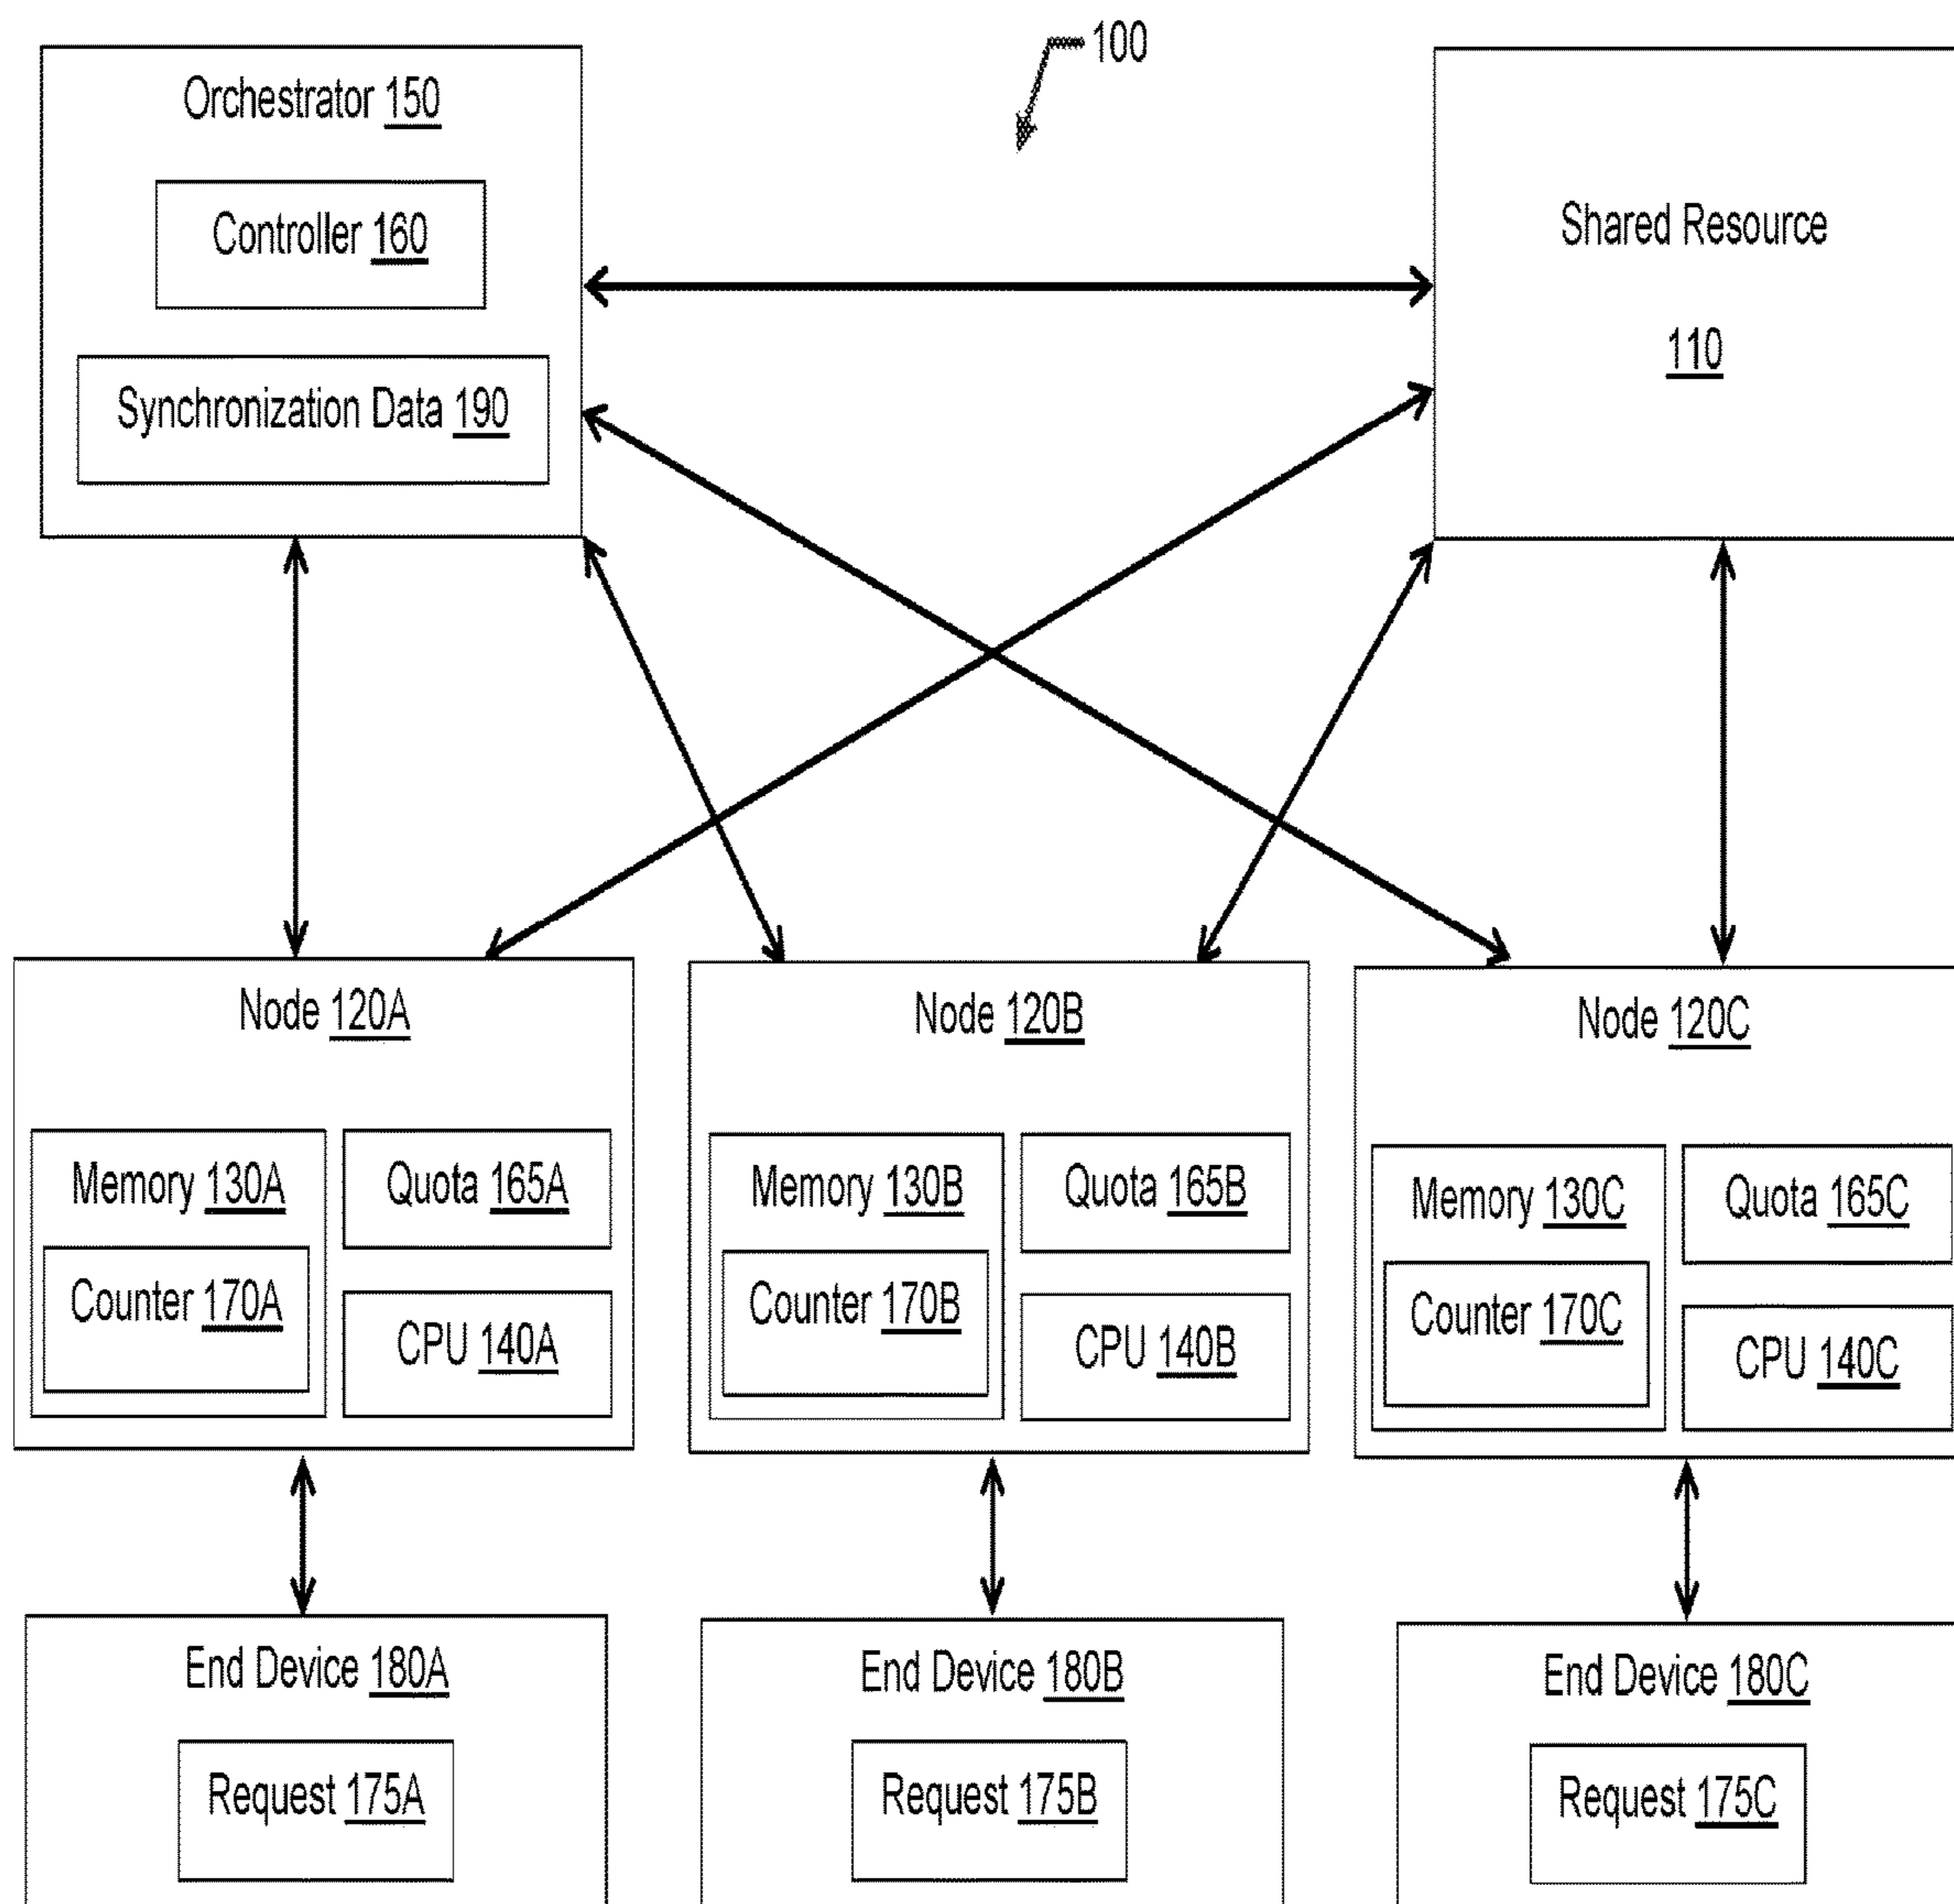 100
Orchestrator 150
Controller 160
Synchronization Data 190
Shared Resource
110
Node 120A
Memory 130A
Counter 170A
Quota 165A
CPU 140A
Node 120B
Memory 130B
Counter 170B
Quota 165B
CPU 140B
Node 120C
Memory 130C
Counter 170C
Quota 165C
CPU 140C
End Device 180A
Request 175A
End Device 180B
Request 175B
End Device 180C
Request 175C